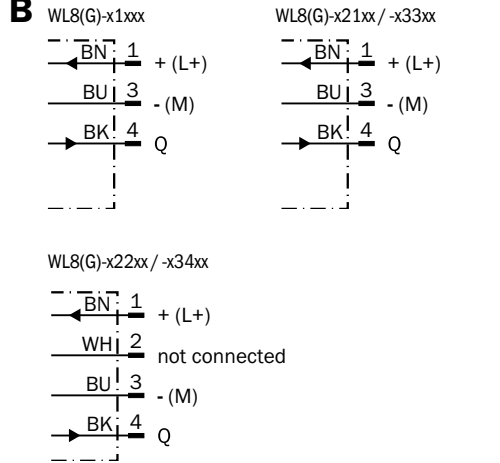 B
WL8(G)-x1xxx
BN 1 + (L+)
BU 3 - (M)
BK 4 Q
WL8(G)-x21xx / -x33xx
BN 1 + (L+)
BU 3 - (M)
BK 4 Q
WL8(G)-x22xx / -x34xx
BN 1 + (L+)
WH 2 not connected
BU 3 - (M)
BK 4 Q